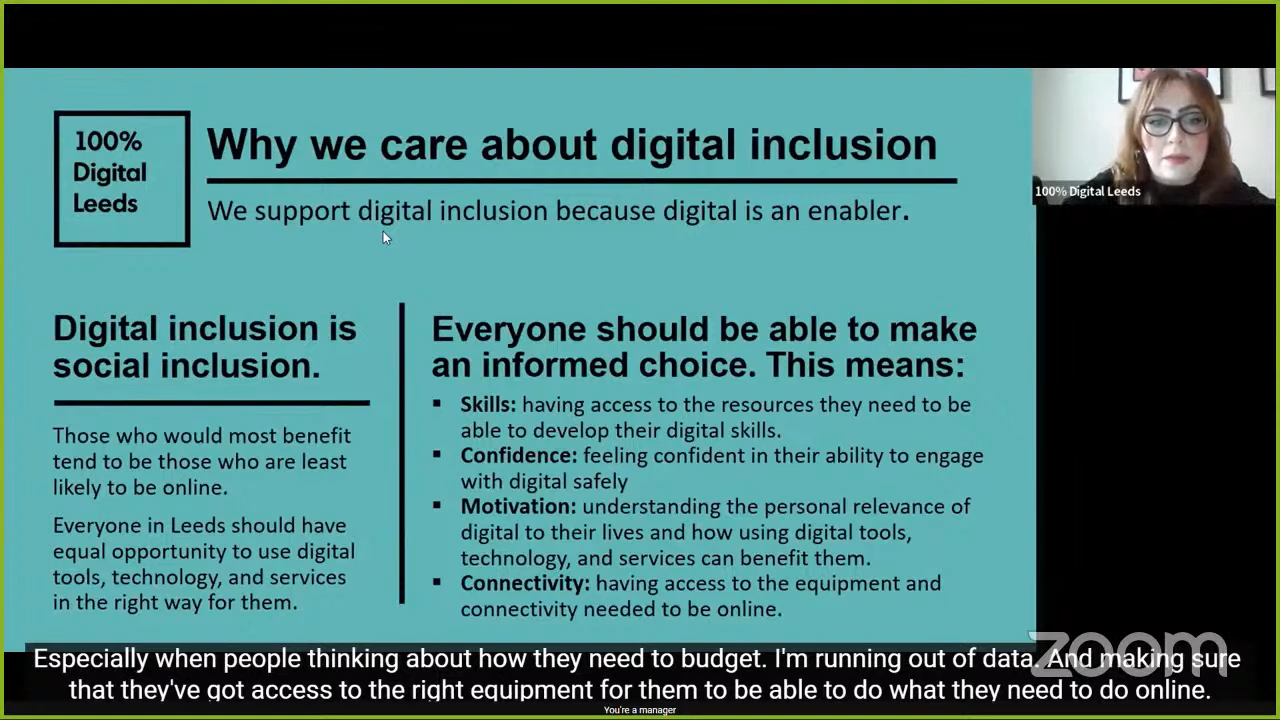 100%
Digital
Leeds
Why we care about digital inclusion
We support digital inclusion because digital is an enabler.
100% Digital Leeds
Digital inclusion is
social inclusion.
Those who would most benefit
tend to be those who are least
likely to be online.
Everyone in Leeds should have
equal opportunity to use digital
tools, technology, and services
in the right way for them.
Everyone should be able to make
an informed choice. This means:
▪ Skills: having access to the resources they need to be
able to develop their digital skills.
▪ Confidence: feeling confident in their ability to engage
with digital safely
▪ Motivation: understanding the personal relevance of
digital to their lives and how using digital tools,
technology, and services can benefit them.
▪ Connectivity: having access to the equipment and
connectivity needed to be online.
zoom
Especially when people thinking about how they need to budget. I'm running out of data. And making sure
that they've got access to the right equipment for them to be able to do what they need to do online.
You're a manager